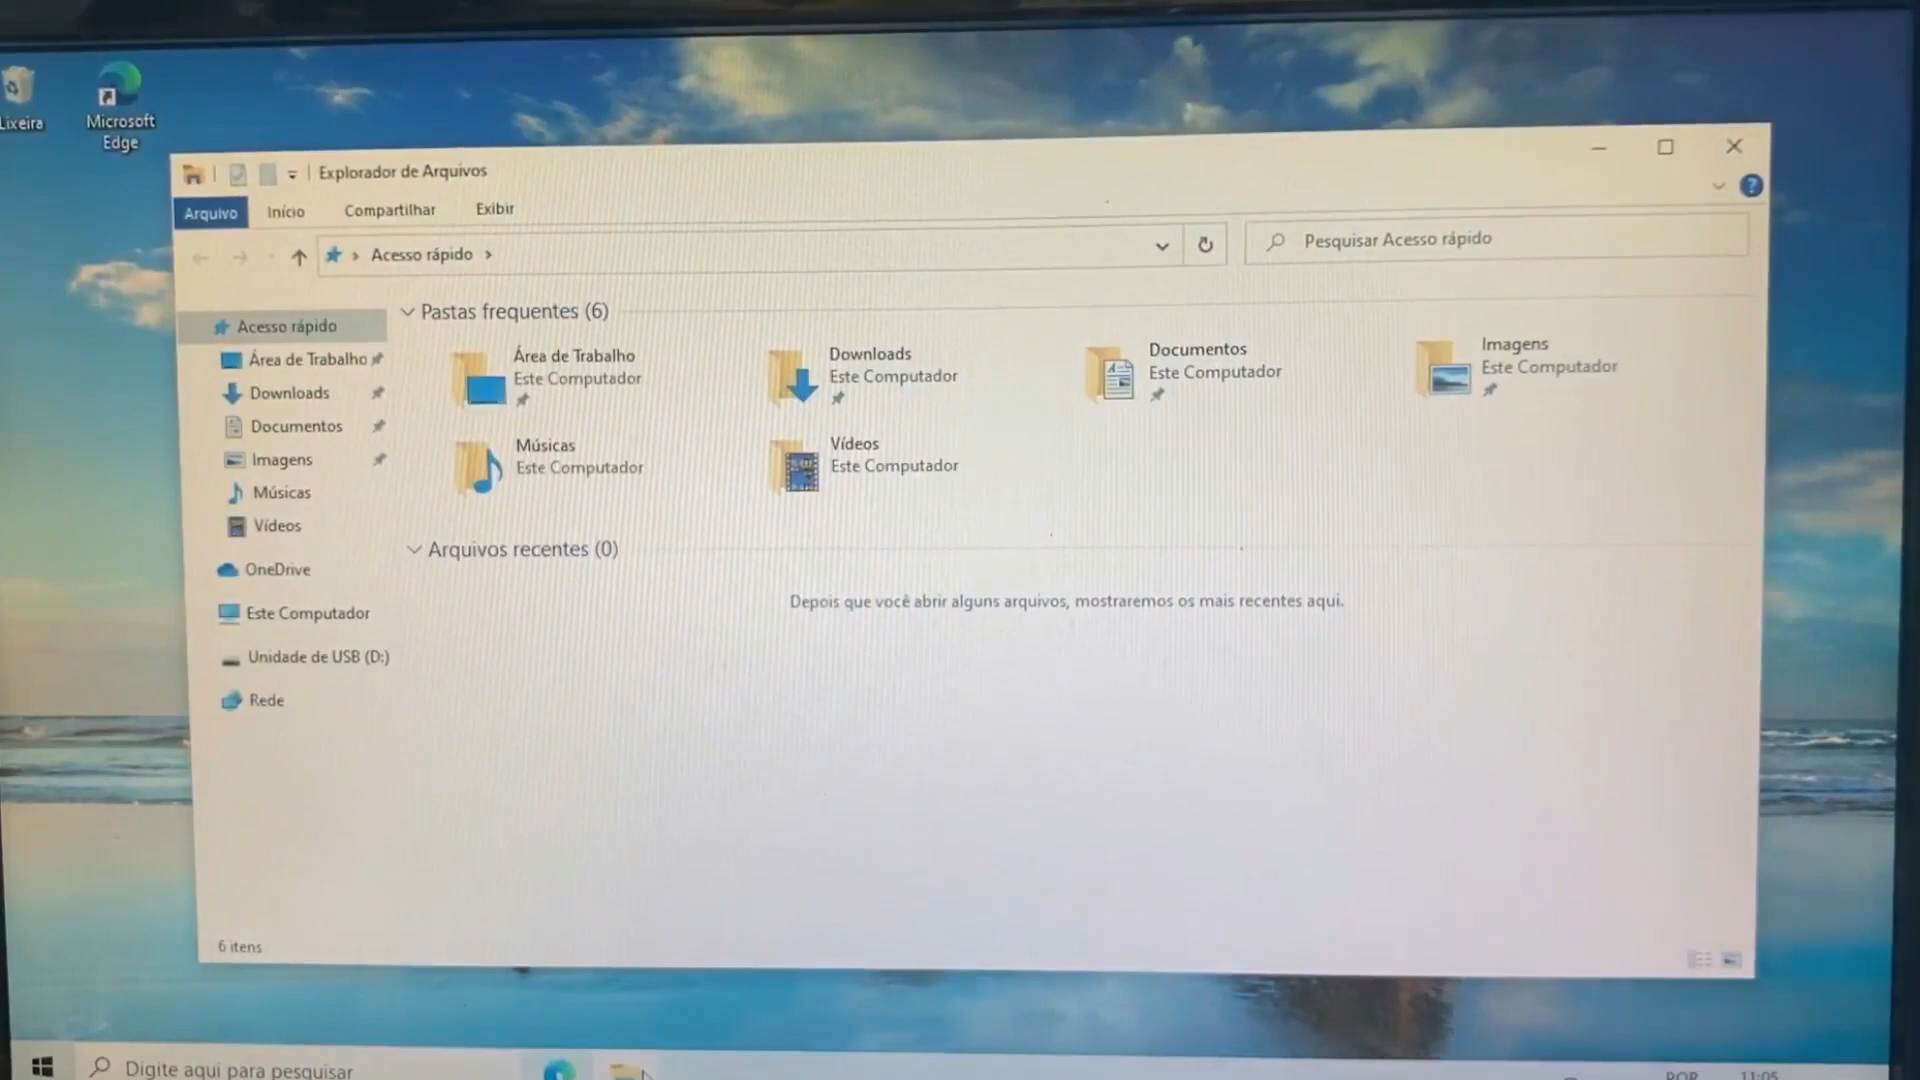 Lixeira
Microsoft
Edge
Explorador de Arquivos
Arquivo
Início
Compartilhar
Exibir
Acesso rápido
Pesquisar Acesso rápido
Acesso rápido
Área de Trabalho
Downloads
Documentos
Imagens
Músicas
Vídeos
OneDrive
Este Computador
Unidade de USB (D:)
Rede
Pastas frequentes (6)
Área de Trabalho
Este Computador
Downloads
Este Computador
Documentos
Este Computador
Imagens
Este Computador
Músicas
Este Computador
Vídeos
Este Computador
Arquivos recentes (0)
Depois que você abrir alguns arquivos, mostraremos os mais recentes aqui.
6 itens
Digite aqui para pesquisar
POR
11:05